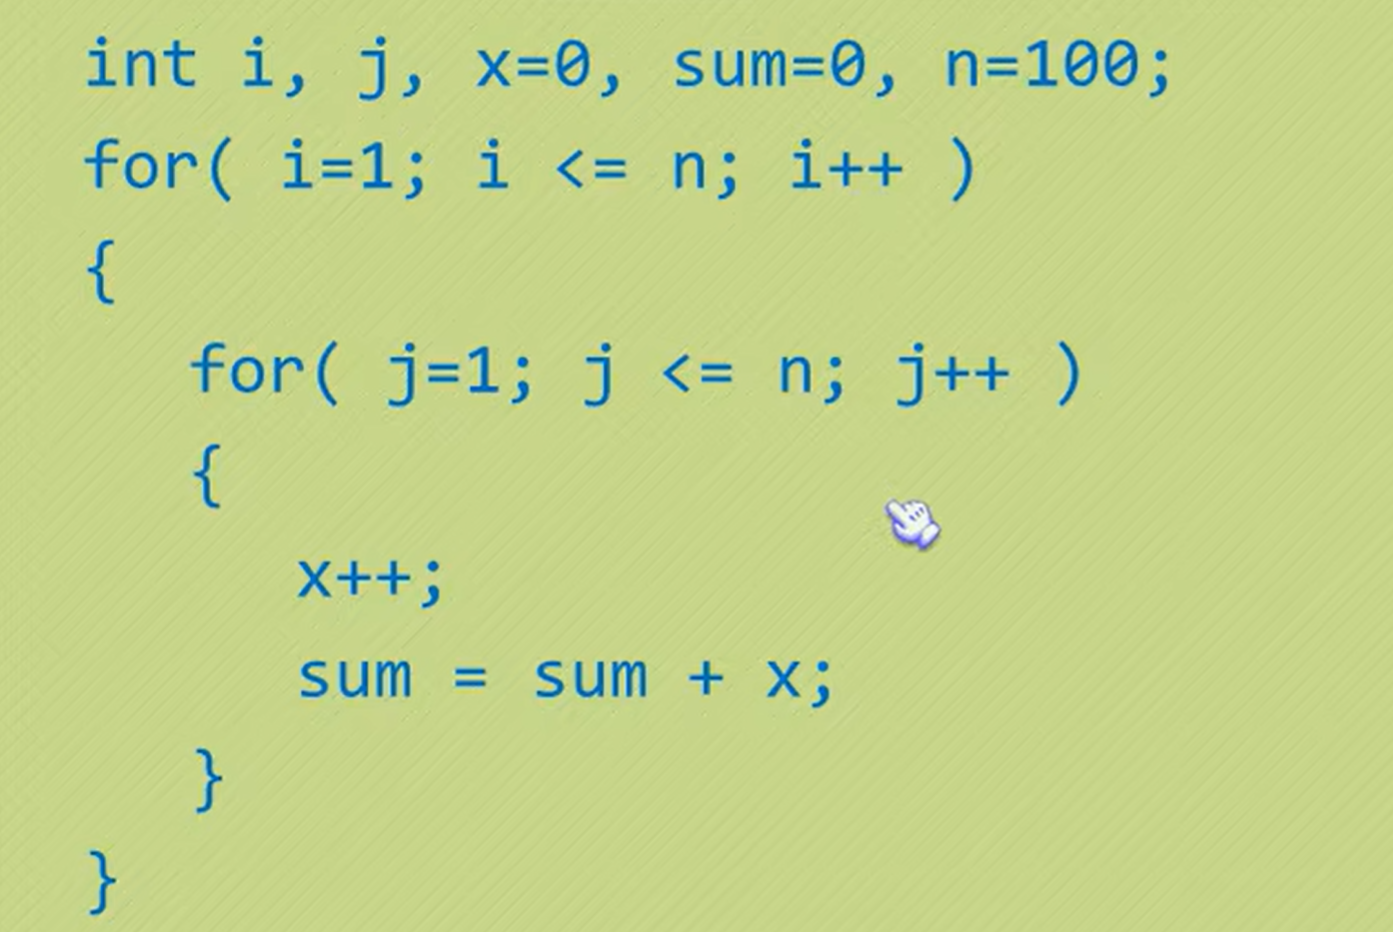 int i, j, x=0, sum=0, n=100;
for( i=1; i <= n; i++ )
{
for( j=1; j <= n; j++ )
{
x++;
sum = sum + x;
}
}